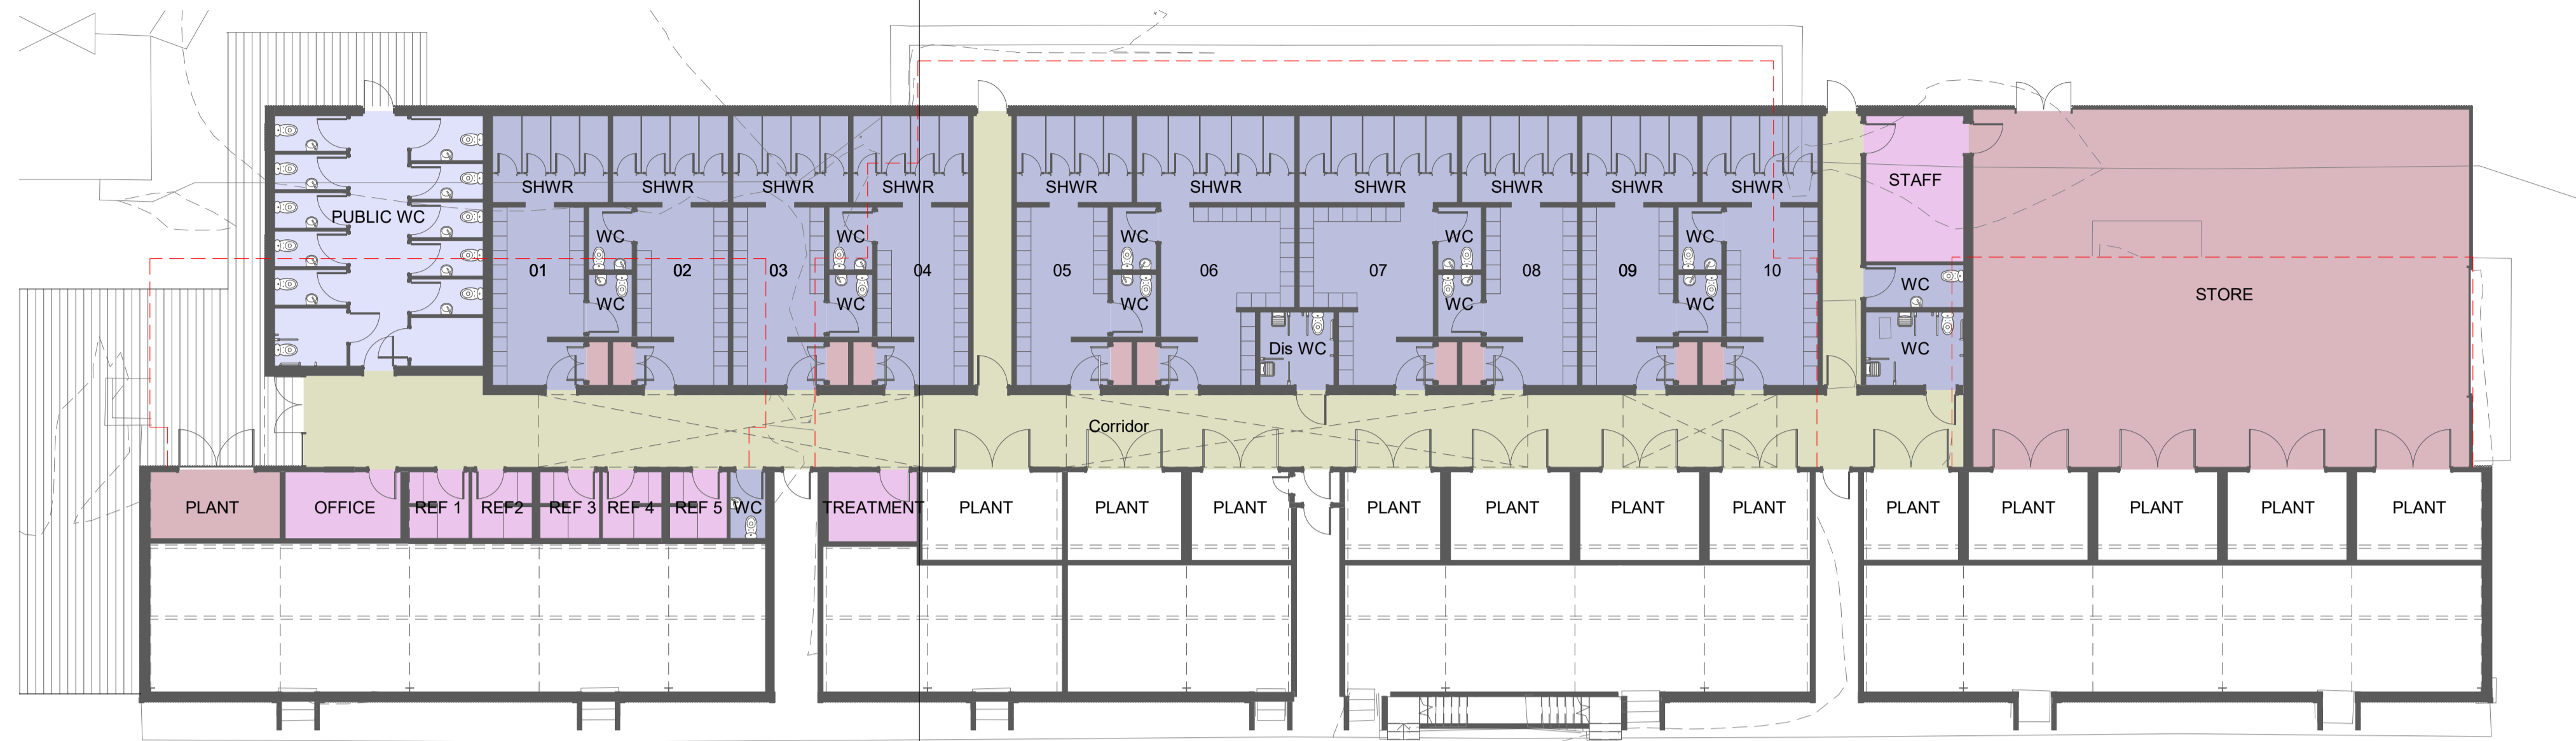 SHWR
SHWR
SHWR
SHWR
SHWR
SHWR
SHWR
SHWR
SHWR
SHWR
STAFF
PUBLIC WC
WC
WC
WC
WC
WC
01
02
03
04
05
06
07
08
09
10
WC
STORE
WC
WC
WC
WC
WC
Dis WC
WC
Corridor
PLANT
OFFICE
REF 1
REF2
REF 3
REF 4
REF 5
WC
TREATMENT
PLANT
PLANT
PLANT
PLANT
PLANT
PLANT
PLANT
PLANT
PLANT
PLANT
PLANT
PLANT